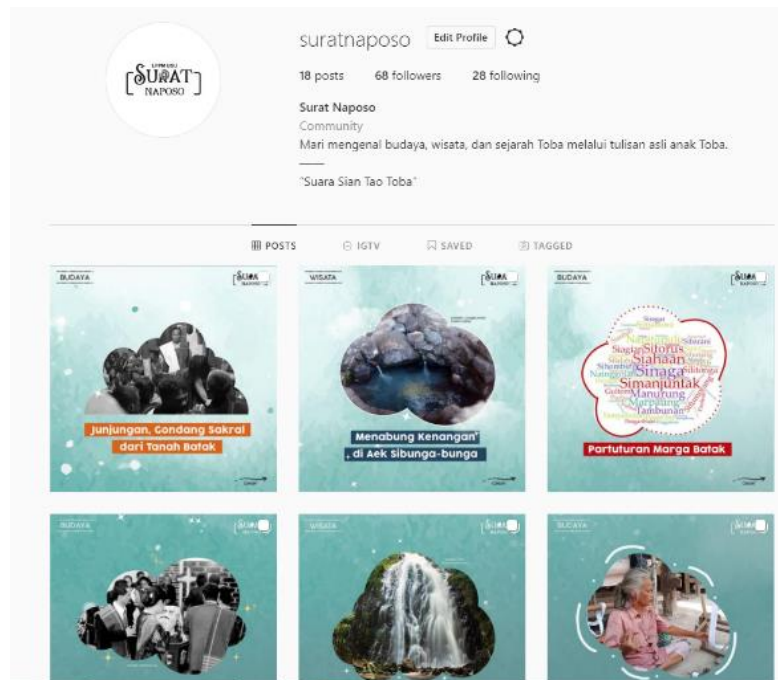 SURAT
NAPOSO
suratnaposo Edit Profile
18 posts 68 followers 28 following
Surat Naposo
Community
Mari mengenal budaya, wisata, dan sejarah Toba melalui tulisan asli anak Toba.
"Suara Sian Tao Toba"
POSTS IGTV SAVED TAGGED
BUDAYA
Junjungan, Gondang Sakral
dari Tanah Batak
WISATA
Menabung Kenangan
di Aek Sibunga-bunga
BUDAYA
Sitorus
Siahaan
Sinaga
Simanjuntak
Manurung
Marpaung
Tambunan
Partuturan Marga Batak
BUDAYA
WISATA
BUDAYA